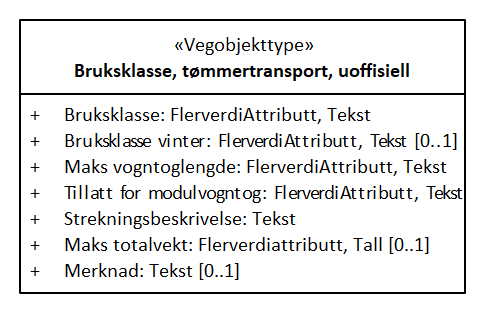 «Vegobjekttype»
Bruksklasse, tømmertransport, uoffisiell
+ Bruksklasse: FlerverdiAttributt, Tekst
+ Bruksklasse vinter: FlerverdiAttributt, Tekst [0..1]
+ Maks vogntoglengde: FlerverdiAttributt, Tekst
+ Tillatt for modulvogntog: FlerverdiAttributt, Tekst
+ Strekningsbeskrivelse: Tekst
+ Maks totalvekt: Flerverdiattributt, Tall [0..1]
+ Merknad: Tekst [0..1]